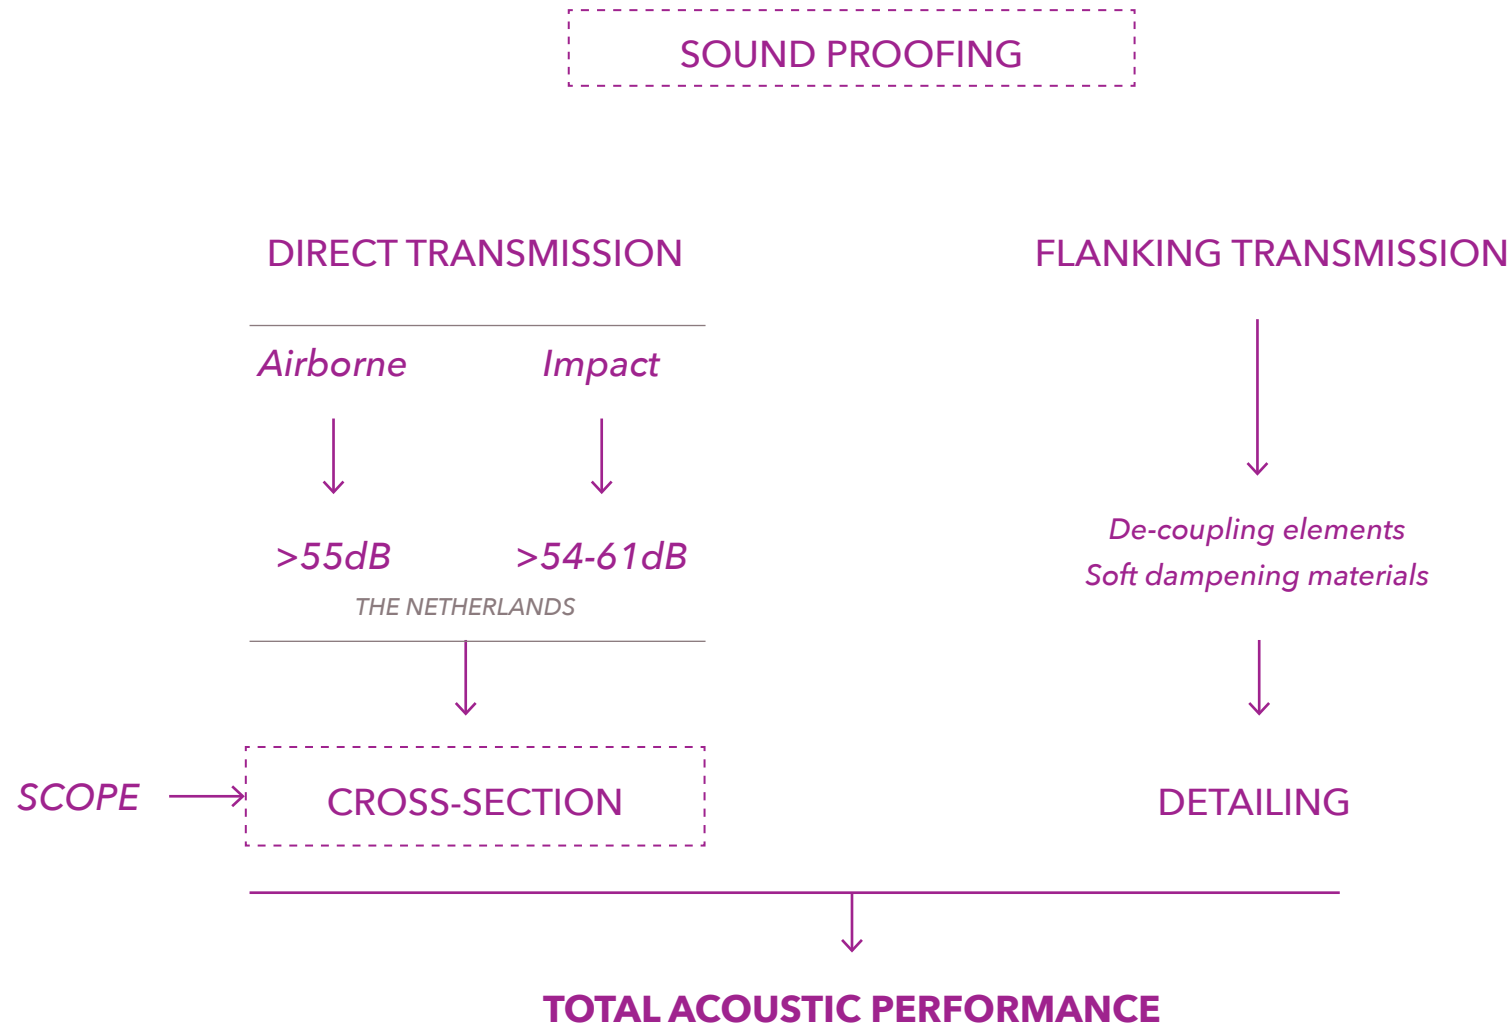 SOUND PROOFING
DIRECT TRANSMISSION
FLANKING TRANSMISSION
Airborne
Impact
>55dB
>54-61dB
THE NETHERLANDS
De-coupling elements
Soft dampening materials
SCOPE
CROSS-SECTION
DETAILING
TOTAL ACOUSTIC PERFORMANCE